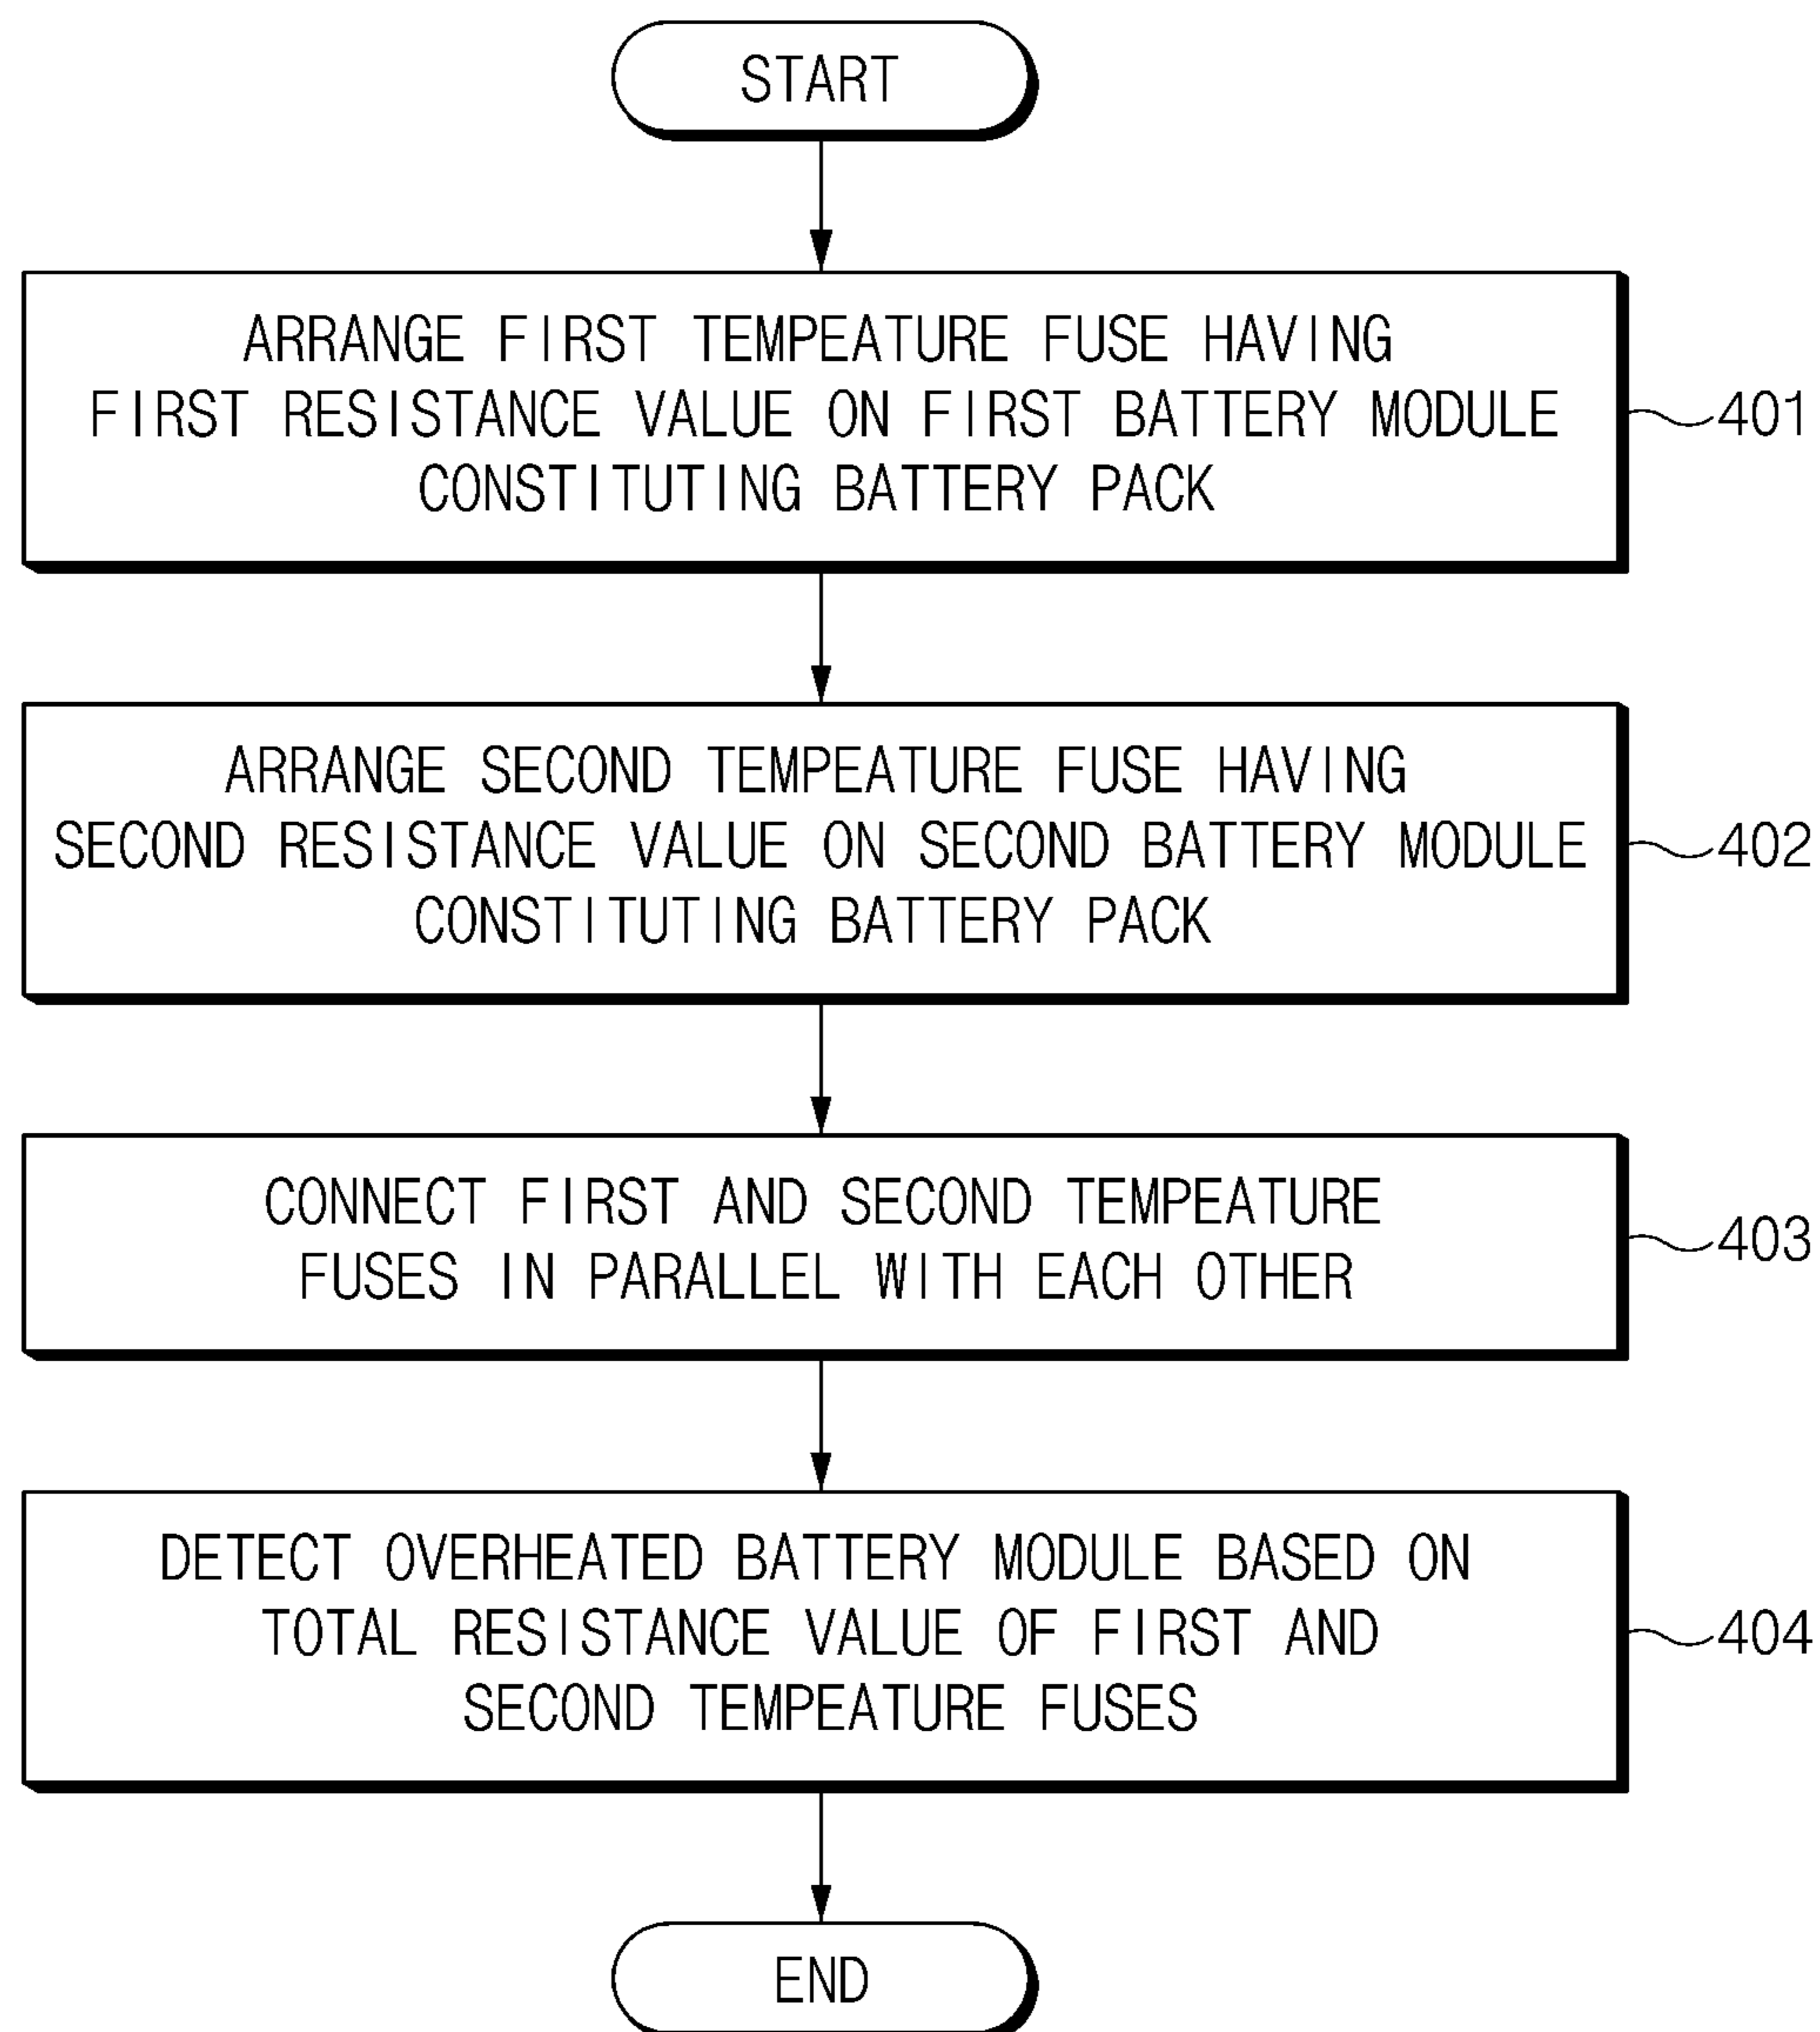 START
ARRANGE FIRST TEMPEATURE FUSE HAVING
FIRST RESISTANCE VALUE ON FIRST BATTERY MODULE
CONSTITUTING BATTERY PACK
401
ARRANGE SECOND TEMPEATURE FUSE HAVING
SECOND RESISTANCE VALUE ON SECOND BATTERY MODULE
CONSTITUTING BATTERY PACK
402
CONNECT FIRST AND SECOND TEMPEATURE
FUSES IN PARALLEL WITH EACH OTHER
403
DETECT OVERHEATED BATTERY MODULE BASED ON
TOTAL RESISTANCE VALUE OF FIRST AND
SECOND TEMPEATURE FUSES
404
END